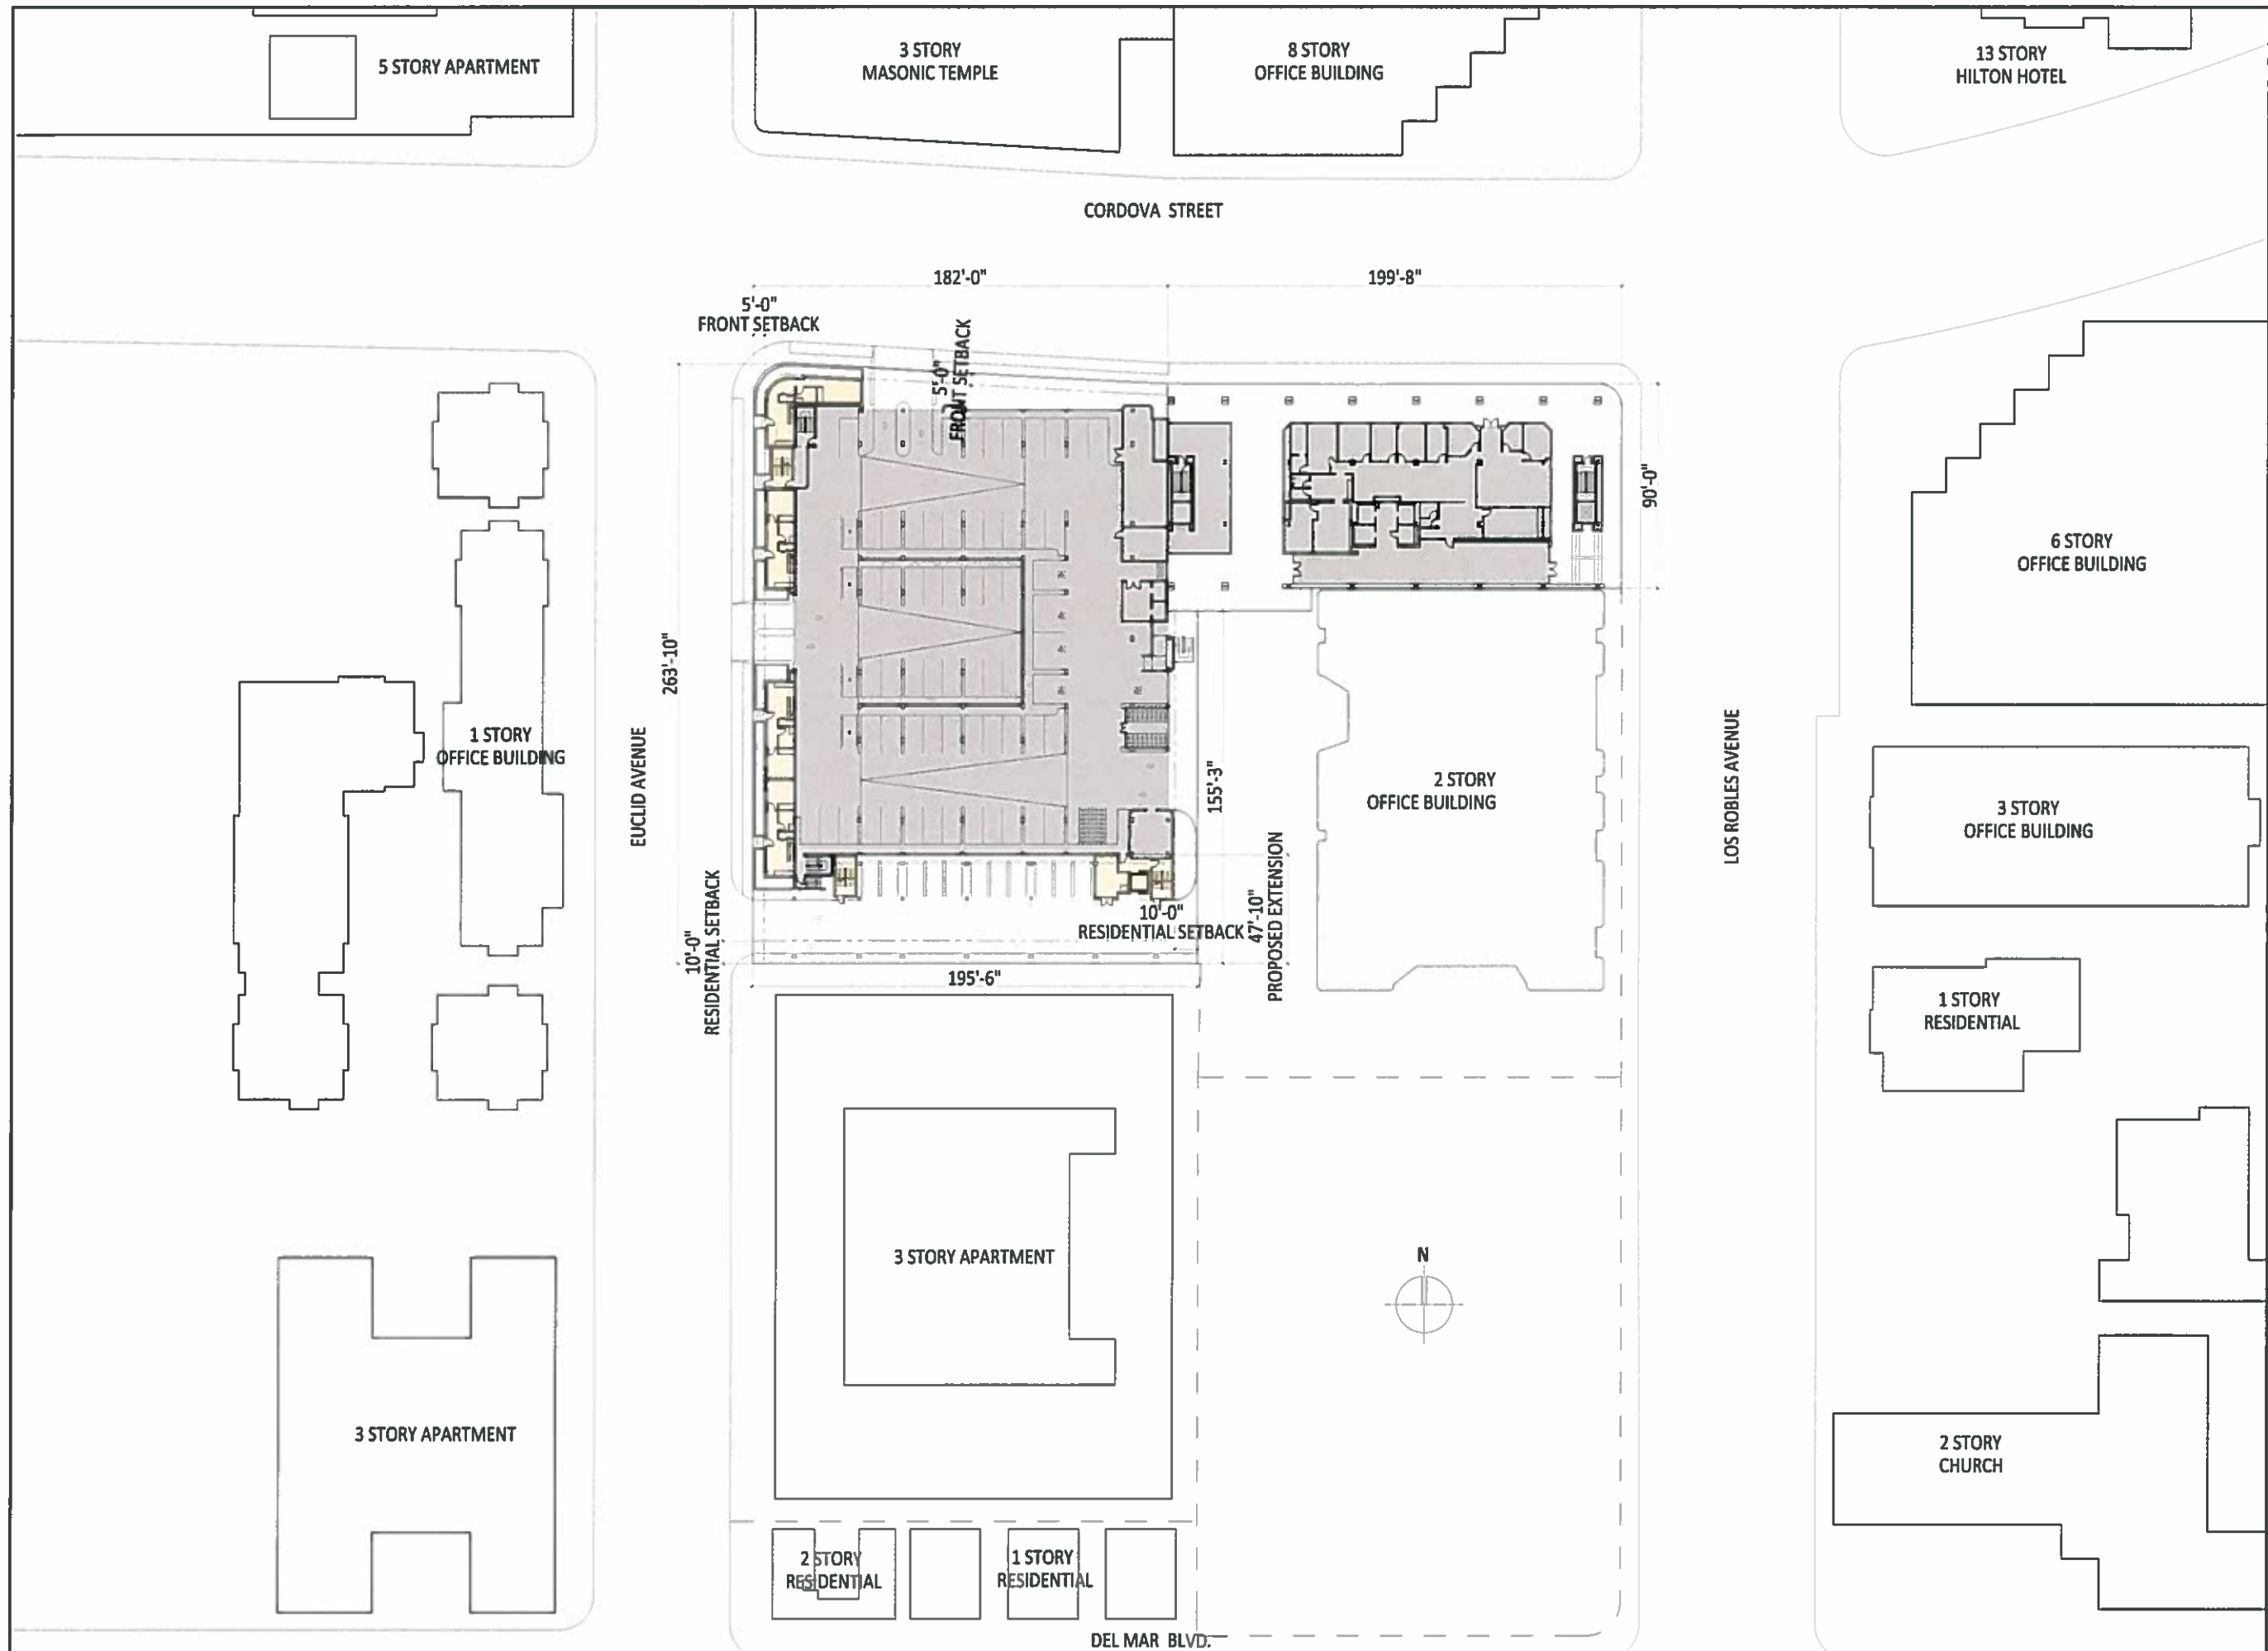 5 STORY APARTMENT
3 STORY
MASONIC TEMPLE
8 STORY
OFFICE BUILDING
13 STORY
HILTON HOTEL
CORDOVA STREET
182'-0"
199'-8"
5'-0"
FRONT SETBACK
5'-0"
FRONT SETBACK
90'-0"
263'-10"
6 STORY
OFFICE BUILDING
1 STORY
OFFICE BUILDING
EUCLID AVENUE
155'-3"
2 STORY
OFFICE BUILDING
LOS ROBLES AVENUE
3 STORY
OFFICE BUILDING
10'-0"
RESIDENTIAL SETBACK
10'-0"
RESIDENTIAL SETBACK
47'-10"
PROPOSED EXTENSION
195'-6"
1 STORY
RESIDENTIAL
N
3 STORY APARTMENT
3 STORY APARTMENT
2 STORY
CHURCH
2 STORY
RESIDENTIAL
1 STORY
RESIDENTIAL
DEL MAR BLVD.